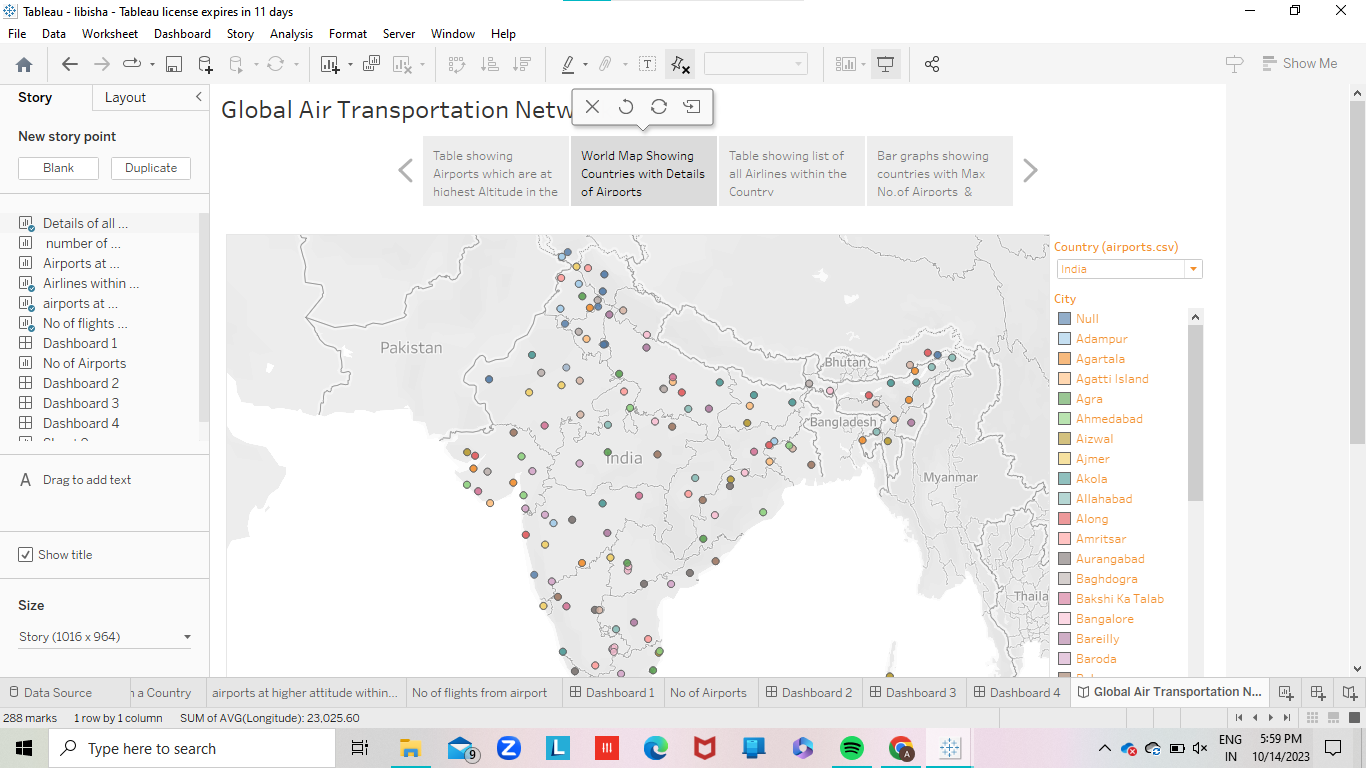 Tableau - libisha - Tableau license expires in 11 days
File Data Worksheet Dashboard Story Analysis Format Server Window Help
Show Me
Story Layout
New story point
Blank Duplicate
Details of all ...
number of ...
Airports at ...
Airlines within ...
airports at ...
No of flights ...
Dashboard 1
No of Airports
Dashboard 2
Dashboard 3
Dashboard 4
A Drag to add text
Show title
Size
Story (1016 x 964)
Global Air Transportation Netw
Table showing
Airports which are at
highest Altitude in the
World Map Showing
Countries with Details
of Airports
Table showing list of
all Airlines within the
Country
Bar graphs showing
countries with Max
No.of Airports &
Pakistan
Bhutan
Bangladesh
India
Myanmar
Thaila
Country (airports.csv)
India
City
Null
Adampur
Agartala
Agatti Island
Agra
Ahmedabad
Aizwal
Ajmer
Akola
Allahabad
Along
Amritsar
Aurangabad
Baghdogra
Bakshi Ka Talab
Bangalore
Bareilly
Baroda
Data Source n a Country airports at higher attitude within... No of flights from airport Dashboard 1 No of Airports Dashboard 2 Dashboard 3 Dashboard 4 Global Air Transportation N...
288 marks 1 row by 1 column SUM of AVG(Longitude): 23,025.60
Type here to search
9
Z
L
A
ENG
IN
5:59 PM
10/14/2023